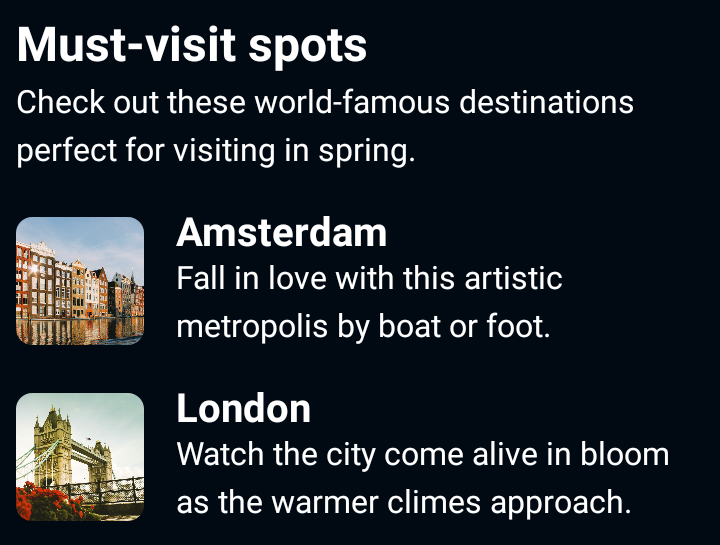 Must-visit spots
Check out these world-famous destinations
perfect for visiting in spring.
Amsterdam
Fall in love with this artistic
metropolis by boat or foot.
London
Watch the city come alive in bloom
as the warmer climes approach.